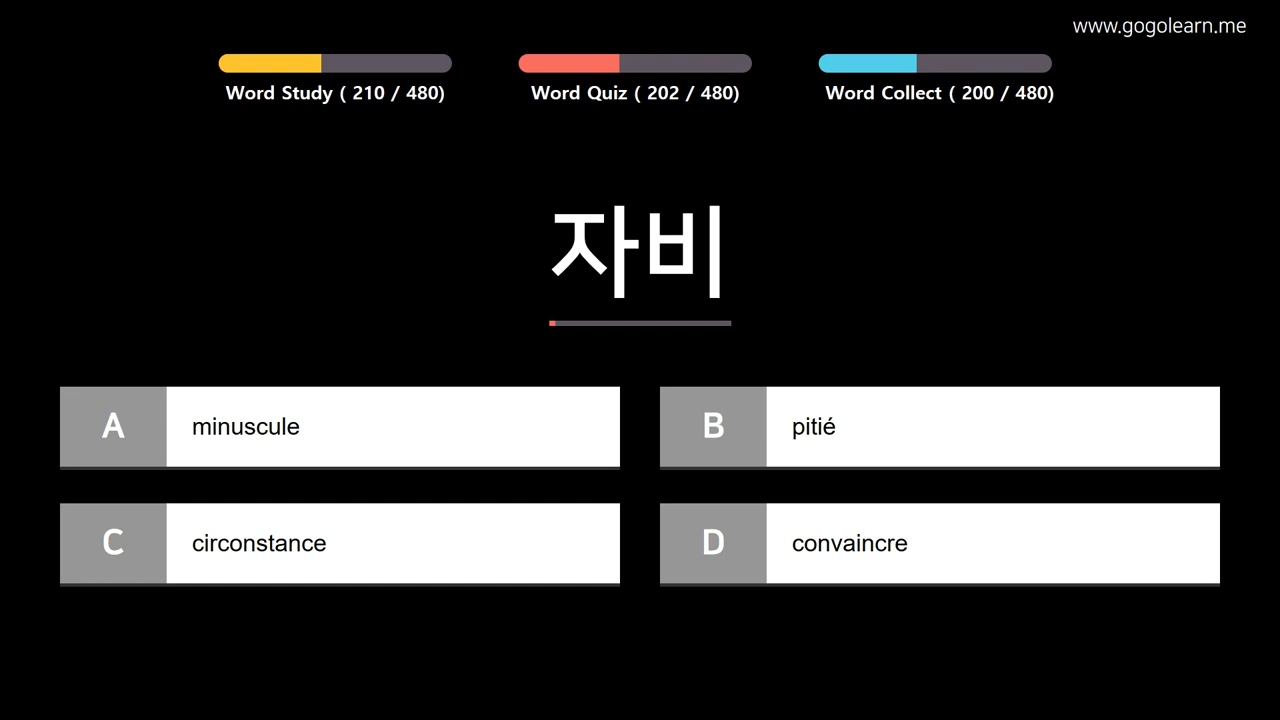 www.gogolearn.me
Word Study ( 210 / 480)
Word Quiz ( 202 / 480)
Word Collect ( 200 / 480)
자비
A minuscule
B pitié
C circonstance
D convaincre